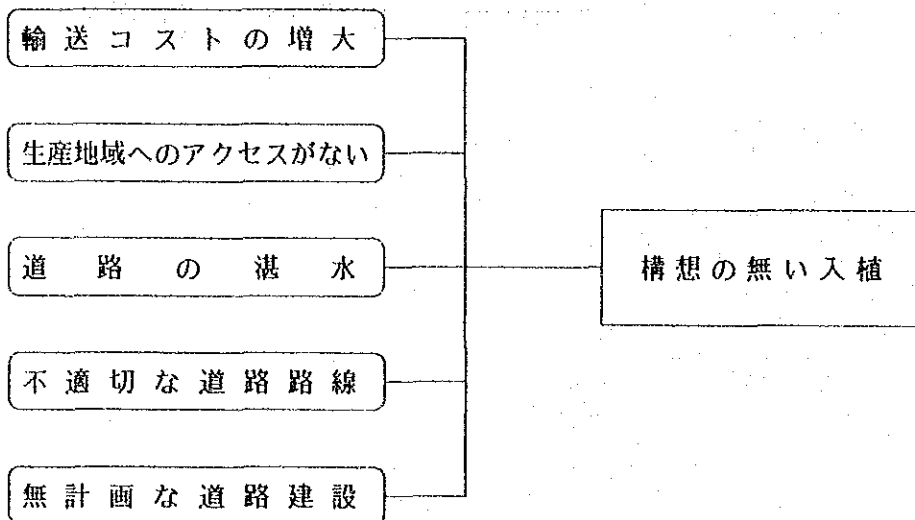 輸送コストの増大
生産地域へのアクセスがない
道路の湛水
構想の無い入植
不適切な道路路線
無計画な道路建設